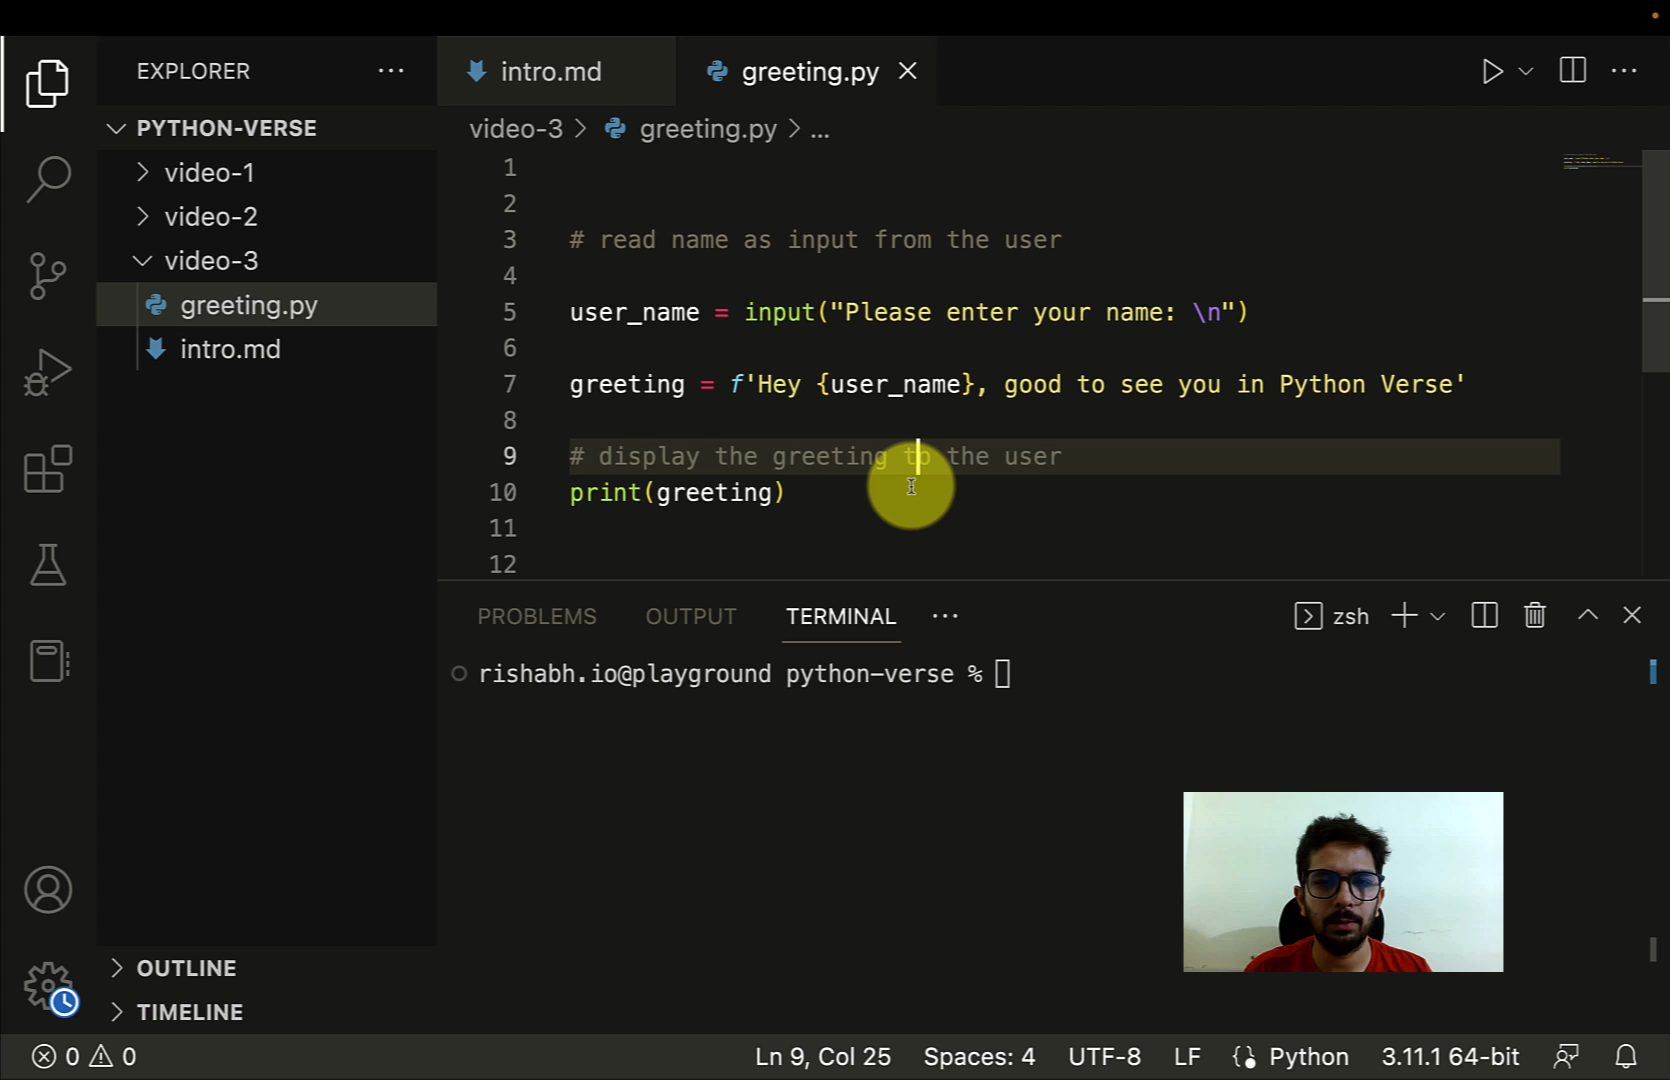 EXPLORER ...
intro.md
greeting.py
PYTHON-VERSE
video-1
video-2
video-3
greeting.py
intro.md
OUTLINE
TIMELINE
video-3 > greeting.py > ...
1
2
3 # read name as input from the user
4
5 user_name = input("Please enter your name: \n")
6
7 greeting = f'Hey {user_name}, good to see you in Python Verse'
8
9 # display the greeting to the user
10 print(greeting)
11
12
PROBLEMS OUTPUT TERMINAL ...
zsh
rishabh.io@playground python-verse %
0 0 Ln 9, Col 25 Spaces: 4 UTF-8 LF Python 3.11.1 64-bit